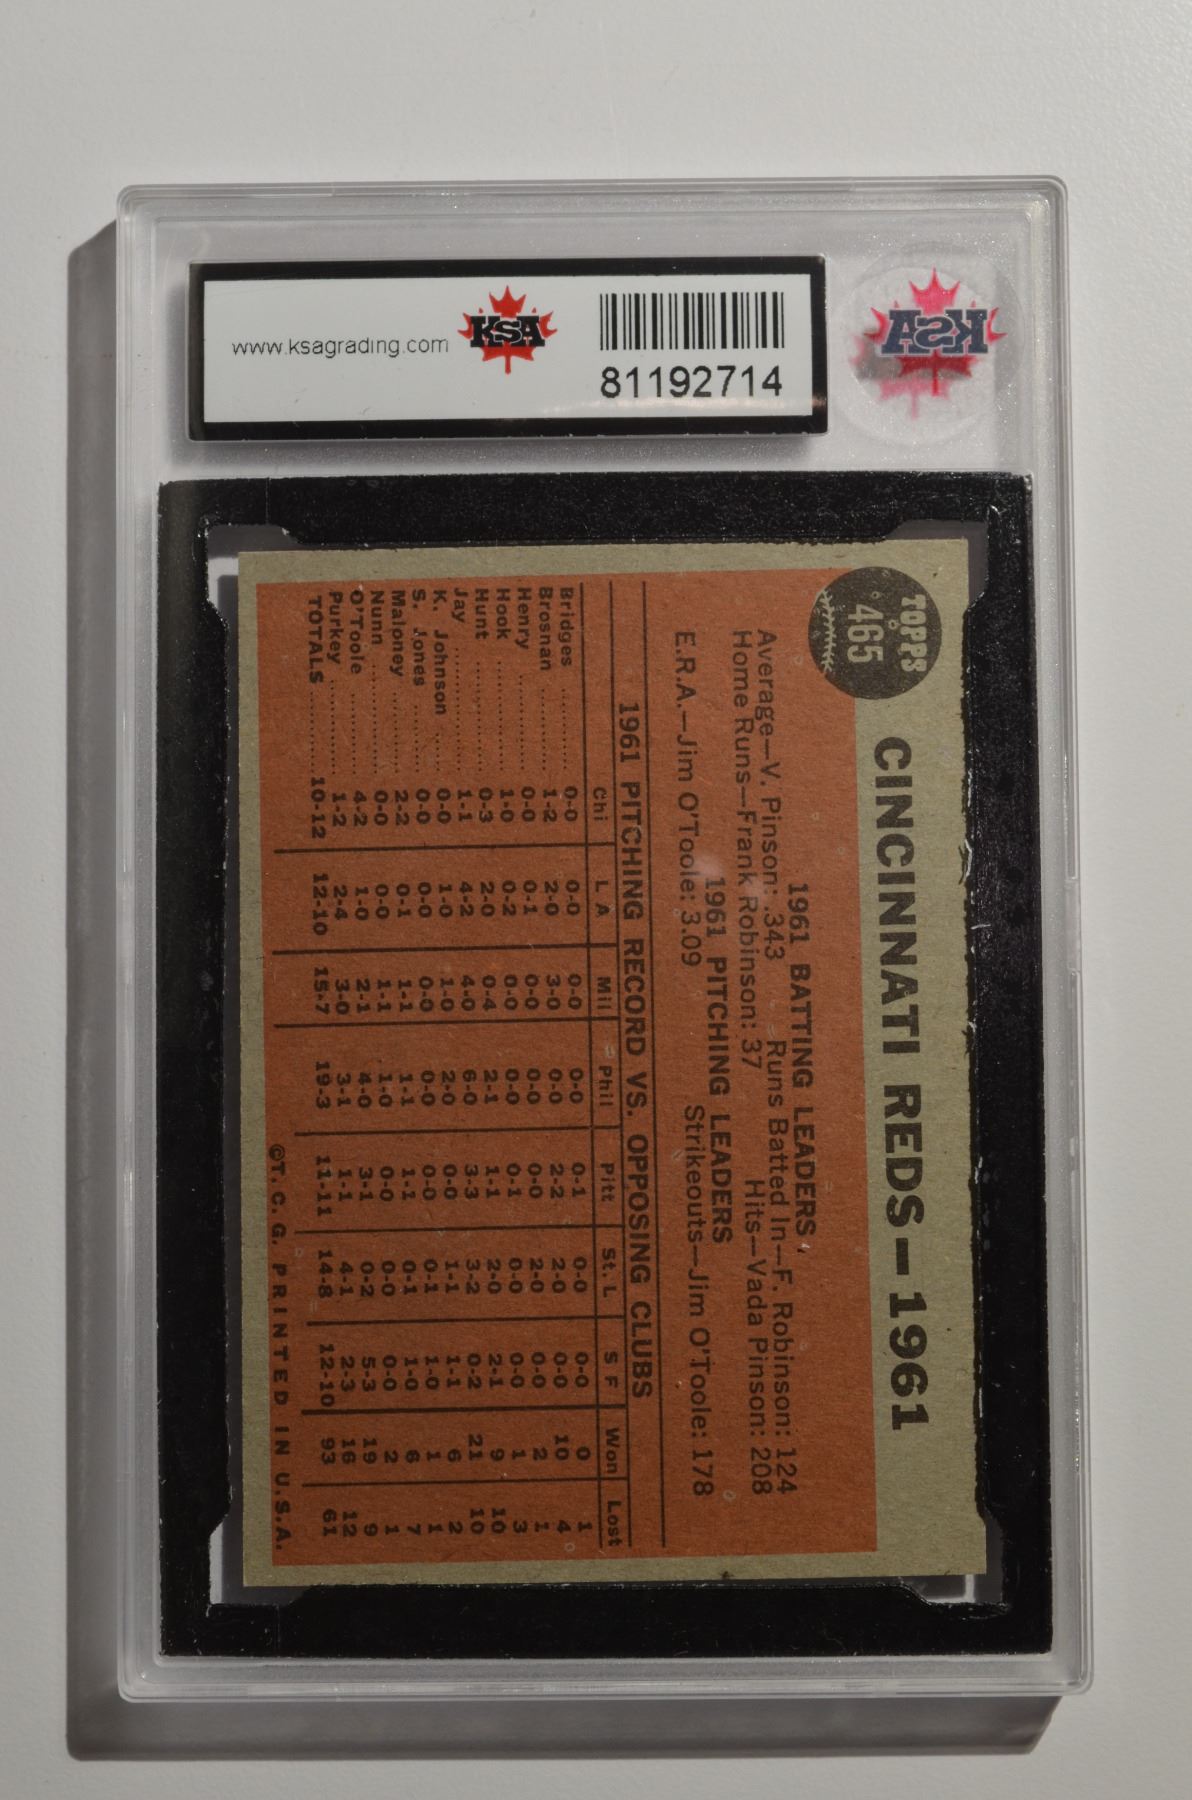 www.ksagrading.com
KSA
81192714
KSA
TOPPS
465
CINCINNATI REDS—1961
1961 BATTING LEADERS
Average—V. Pinson: .343 Runs Batted In—F. Robinson: 124
Home Runs—Frank Robinson: 37 Hits—Vada Pinson: 208
1961 PITCHING LEADERS
E.R.A.—Jim O'Toole: 3.09 Strikeouts—Jim O'Toole: 178
1961 PITCHING RECORD VS. OPPOSING CLUBS
Chi L A Mil Phil Pitt St. L S F Won Lost
Bridges 0-0 0-0 0-0 0-0 0-1 0-0 0-0 0 1
Brosnan 1-2 2-0 3-0 0-0 2-2 2-0 0-0 10 4
Henry 0-0 0-1 0-0 0-0 0-0 2-0 0-0 2 1
Hook 1-0 0-2 0-0 0-0 0-1 0-0 0-0 1 3
Hunt 0-3 2-0 0-4 2-1 1-1 2-0 2-1 9 10
Jay 1-1 4-2 4-0 6-0 3-3 3-2 0-2 21 10
K. Johnson 0-0 1-0 1-0 2-0 0-0 1-1 1-1 6 2
S. Jones 0-0 0-0 0-0 0-0 0-0 0-1 1-0 1 1
Maloney 2-2 0-1 1-1 1-1 1-1 0-1 1-0 6 7
Nunn 0-0 0-0 1-1 1-0 0-0 0-0 0-0 2 1
O'Toole 4-2 1-0 2-1 4-0 3-1 0-2 5-3 19 9
Purkey 1-2 2-4 3-0 3-1 1-1 4-1 2-3 16 12
TOTALS 10-12 12-10 15-7 19-3 11-11 14-8 12-10 93 61
©T. C. G. PRINTED IN U.S.A.